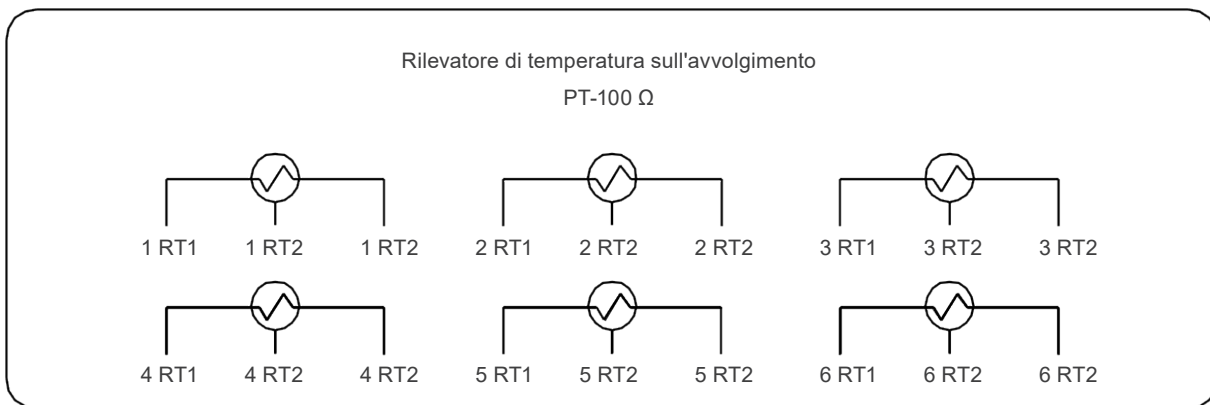 Rilevatore di temperatura sull'avvolgimento
PT-100 Ω
1 RT1 1 RT2 1 RT2 2 RT1 2 RT2 2 RT2 3 RT1 3 RT2 3 RT2
4 RT1 4 RT2 4 RT2 5 RT1 5 RT2 5 RT2 6 RT1 6 RT2 6 RT2